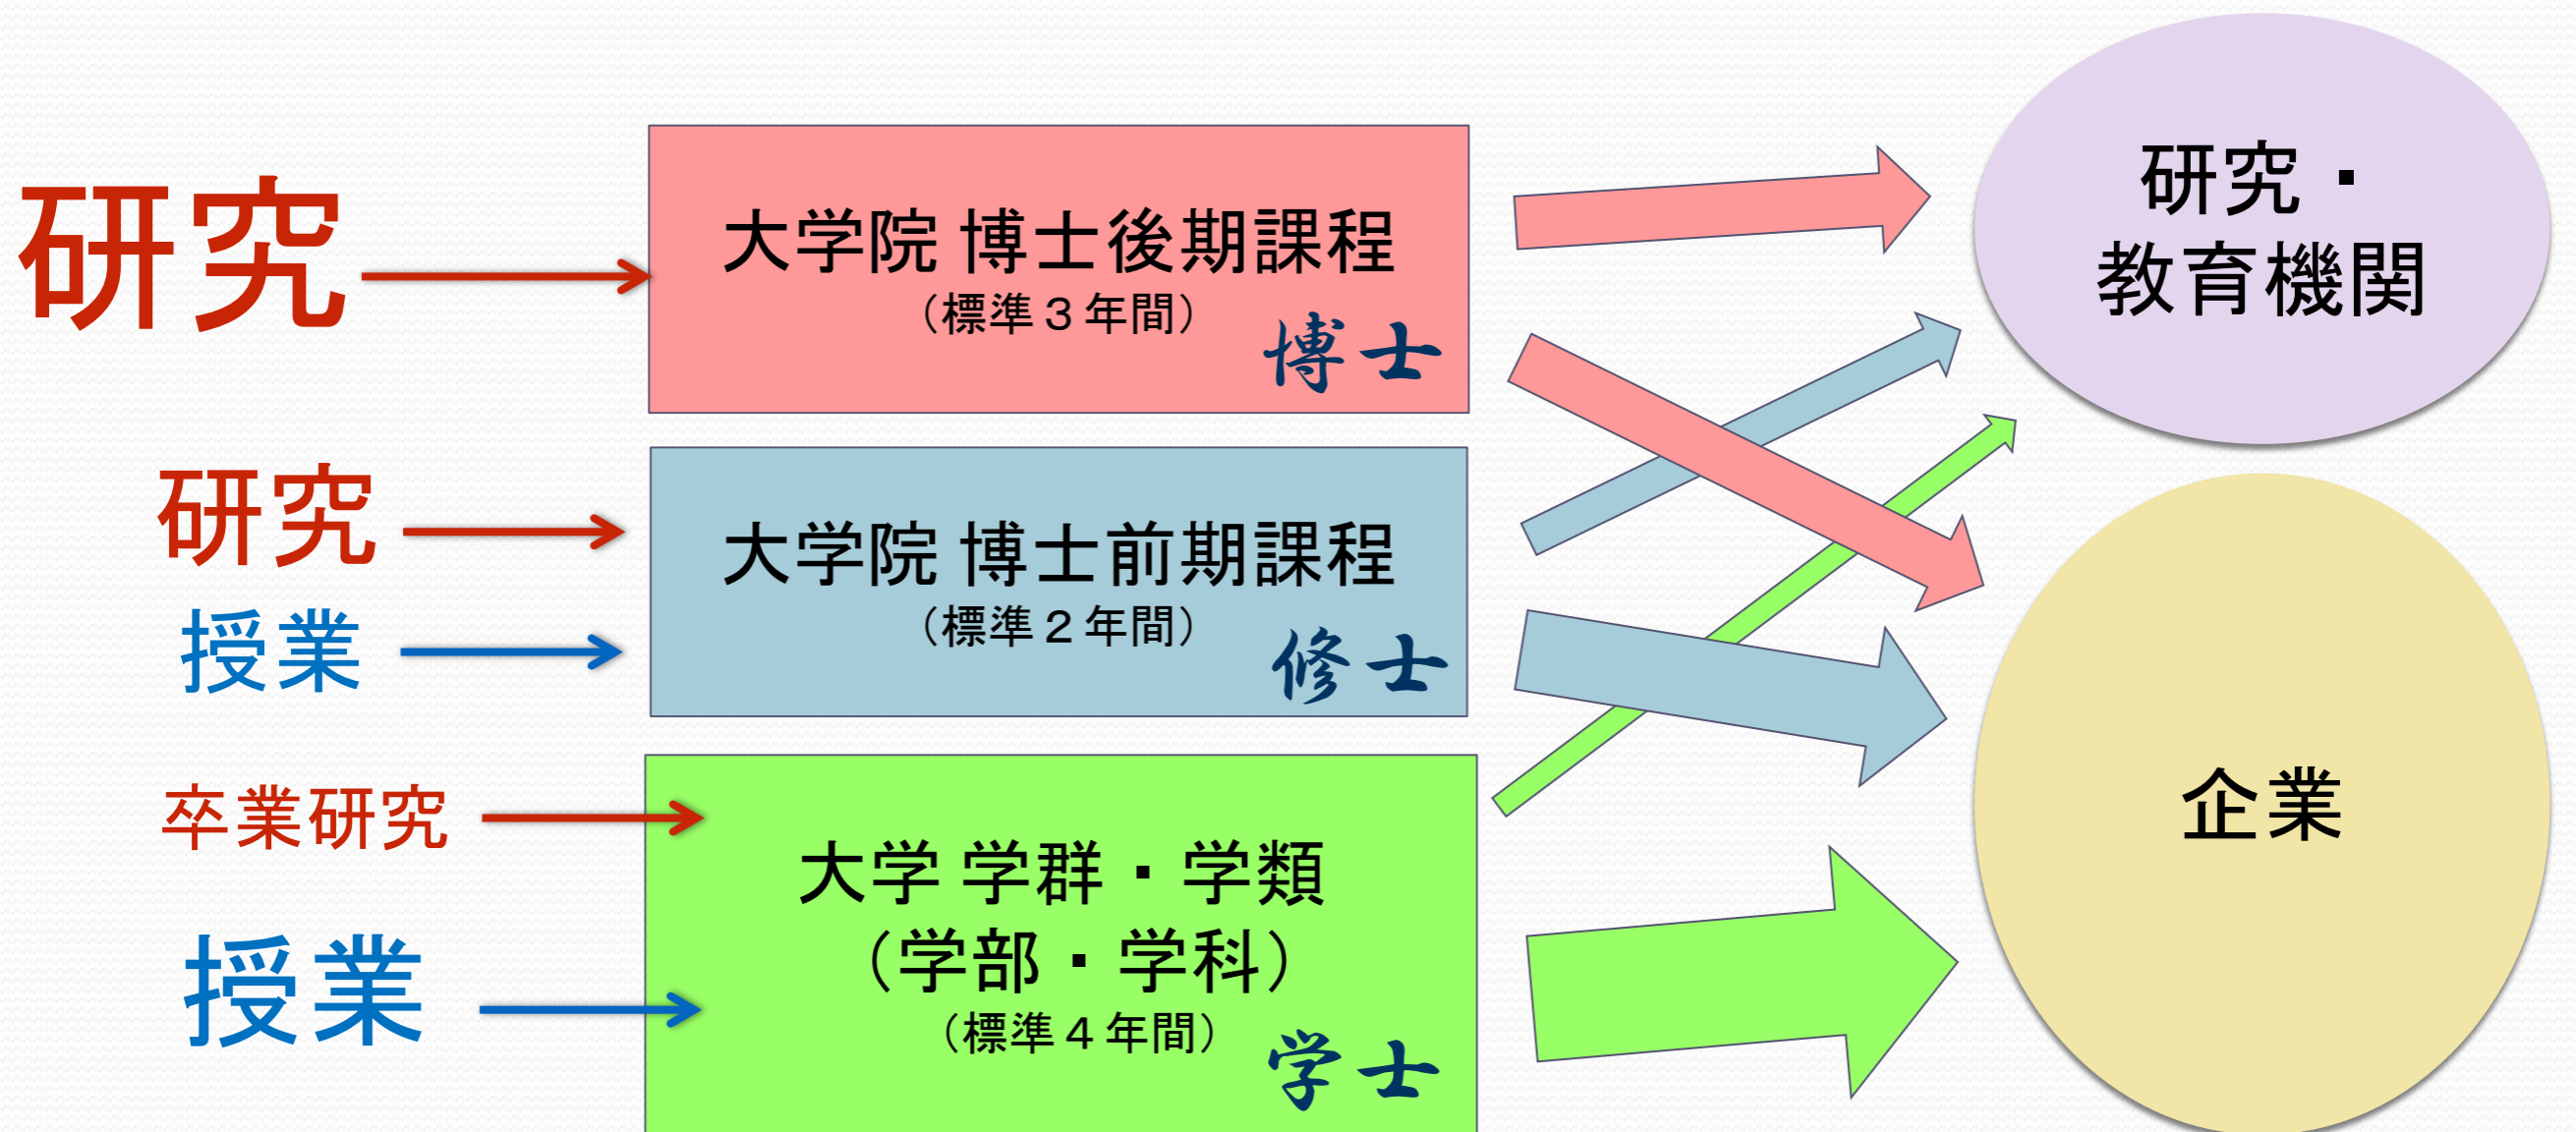 研究
大学院 博士後期課程
（標準３年間）
博士
研究
授業
大学院 博士前期課程
（標準２年間）
修士
卒業研究
授業
大学 学群・学類
（学部・学科）
（標準４年間）
学士
研究・
教育機関
企業